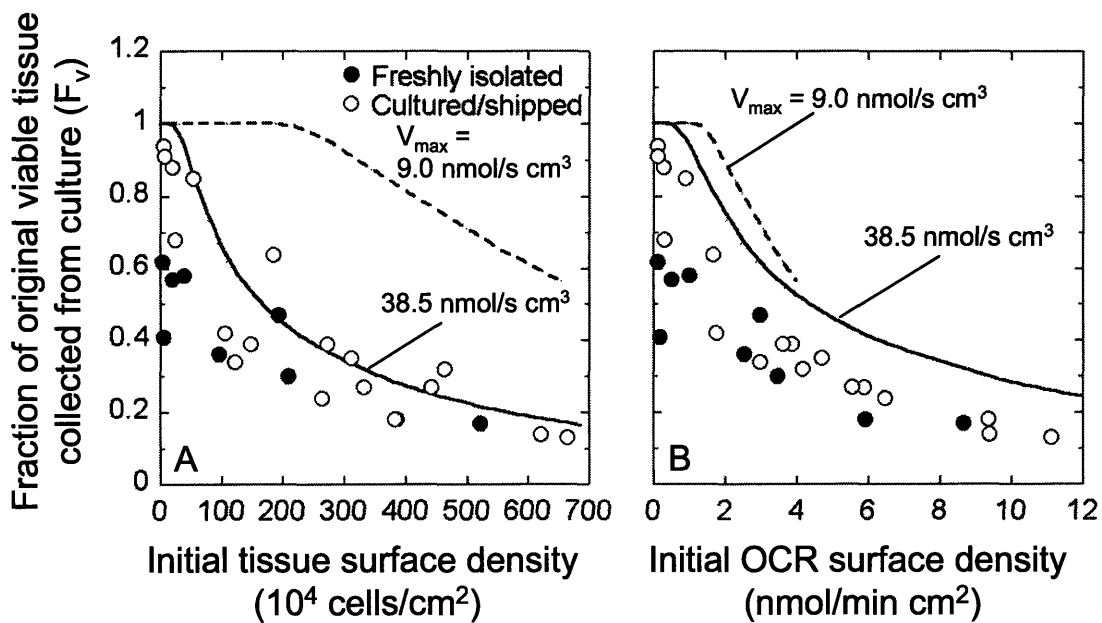 Fraction of original viable tissue
collected from culture (Fᵥ)
1.2
1
0.8
0.6
0.4
0.2
0
Freshly isolated
Cultured/shipped
Vmax =
9.0 nmol/s cm³
38.5 nmol/s cm³
A
0 100 200 300 400 500 600 700
Initial tissue surface density
(10⁴ cells/cm²)
Vmax = 9.0 nmol/s cm³
38.5 nmol/s cm³
B
0 2 4 6 8 10 12
Initial OCR surface density
(nmol/min cm²)